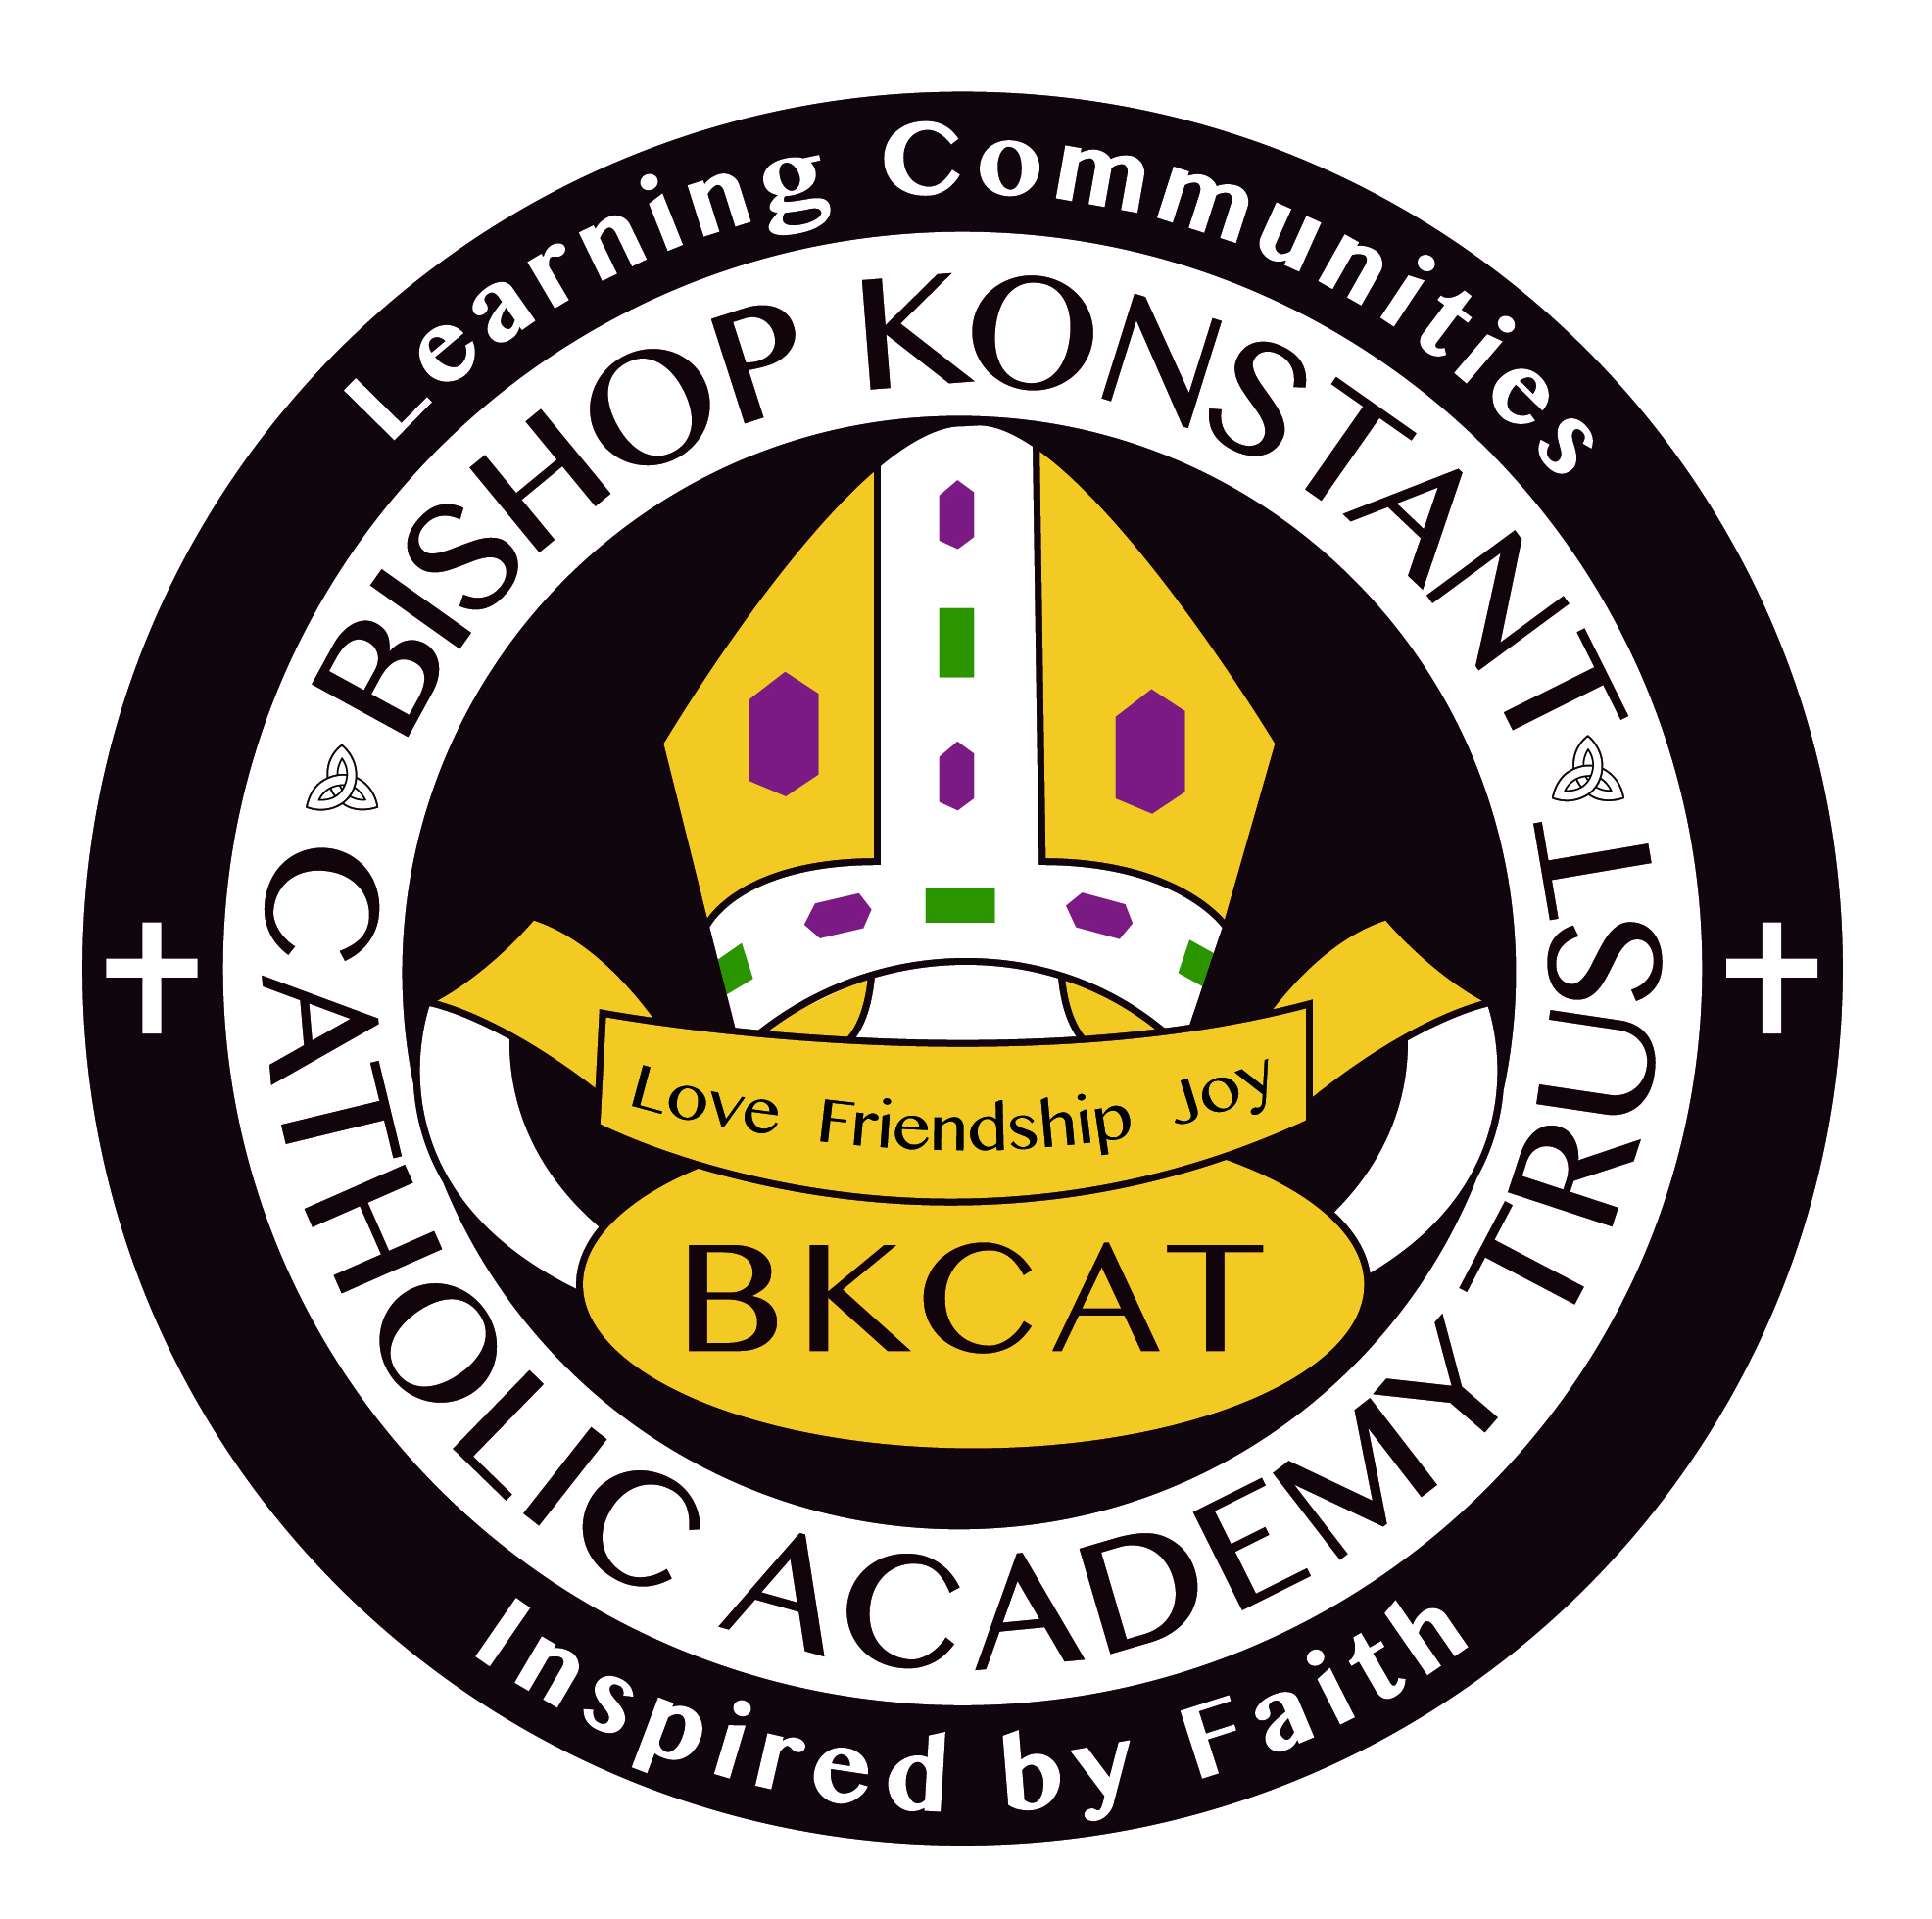 Learning Communities
BISHOP KONSTANT
CATHOLIC ACADEMY TRUST
Love Friendship Joy
BKCAT
Inspired by Faith